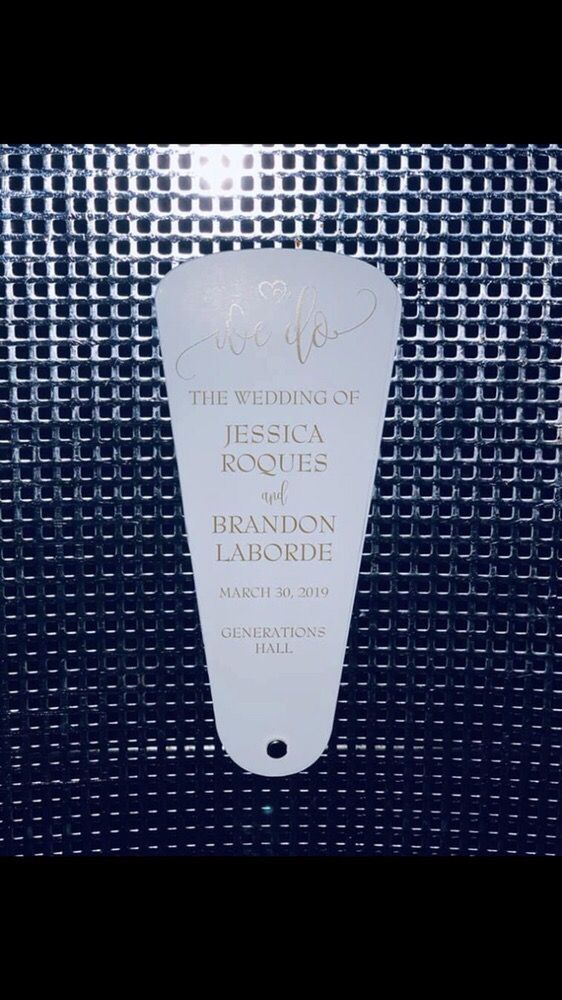 we do
THE WEDDING OF
JESSICA
ROQUES
and
BRANDON
LABORDE
MARCH 30, 2019
GENERATIONS
HALL